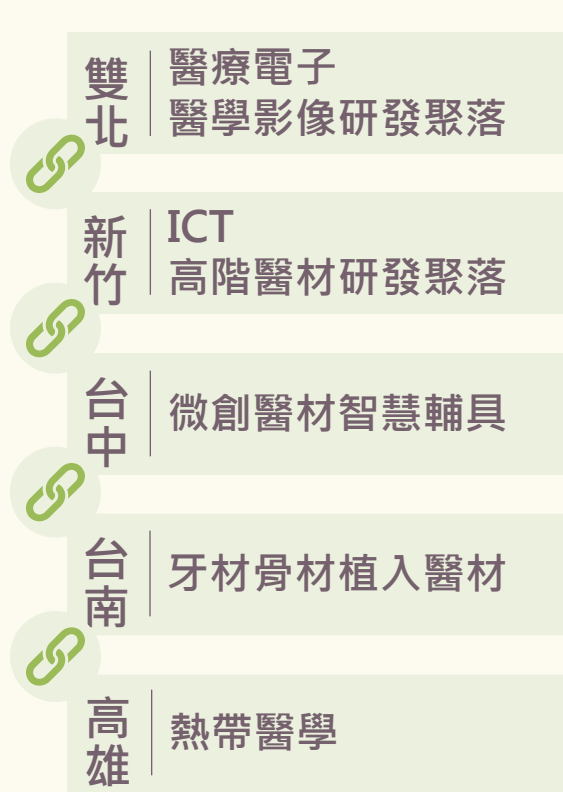 雙北
醫療電子
醫學影像研發聚落
新竹
ICT
高階醫材研發聚落
台中
微創醫材智慧輔具
台南
牙材骨材植入醫材
高雄
熱帶醫學